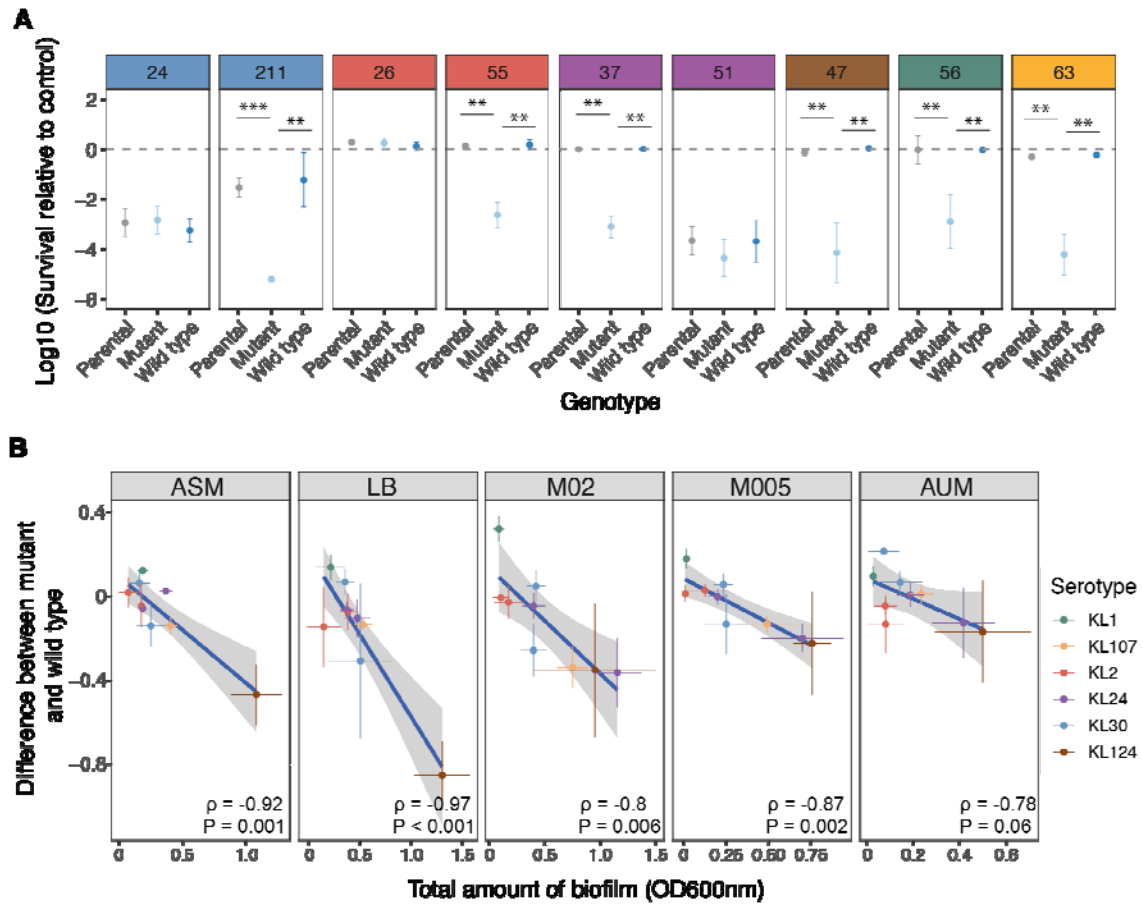 A
24 211 26 55 37 51 47 56 63
Log10 (Survival relative to control)
2
0
−2
−4
−6
*** ** ** ** ** ** ** ** ** ** ** **
Parental Mutant Wild type Parental Mutant Wild type Parental Mutant Wild type Parental Mutant Wild type Parental Mutant Wild type Parental Mutant Wild type Parental Mutant Wild type Parental Mutant Wild type Parental Mutant Wild type
Genotype
B
ASM LB M02 M005 AUM
Difference between mutant
and wild type
0.4
0
−0.4
−0.8
ρ = -0.92 ρ = -0.97 ρ = -0.8 ρ = -0.87 ρ = -0.78
P = 0.001 P < 0.001 P = 0.006 P = 0.002 P = 0.06
0 0.5 1.0 0 0.5 1.0 1.5 0 0.5 1.0 1.5 0 0.25 0.50 0.75 0 0.2 0.4 0.6
Total amount of biofilm (OD600nm)
Serotype
KL1
KL107
KL2
KL24
KL30
KL124